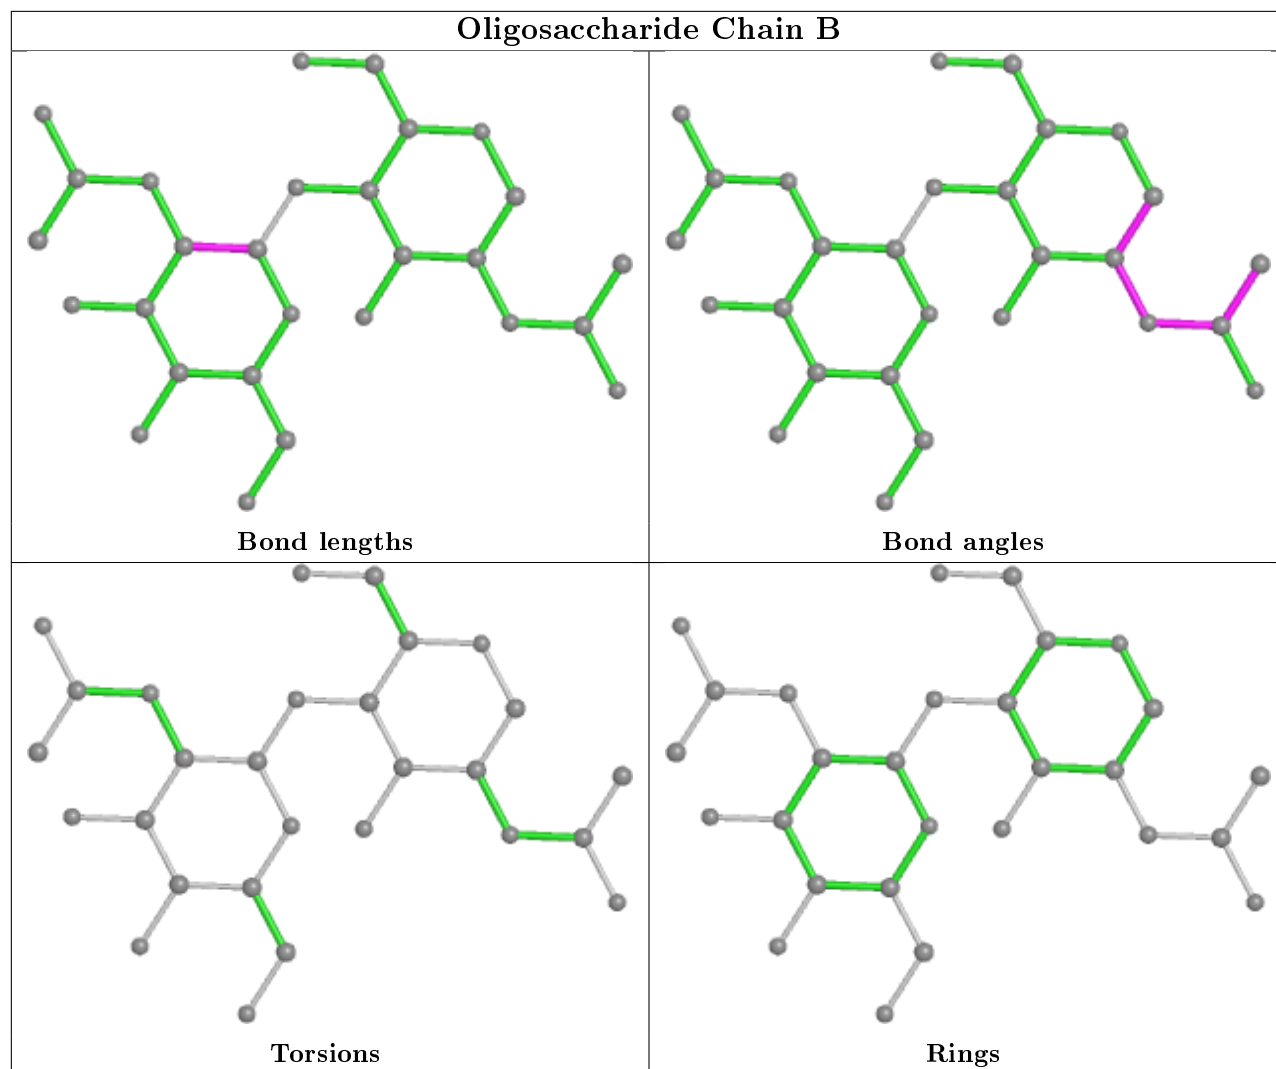 Oligosaccharide Chain B
Bond lengths
Bond angles
Torsions
Rings